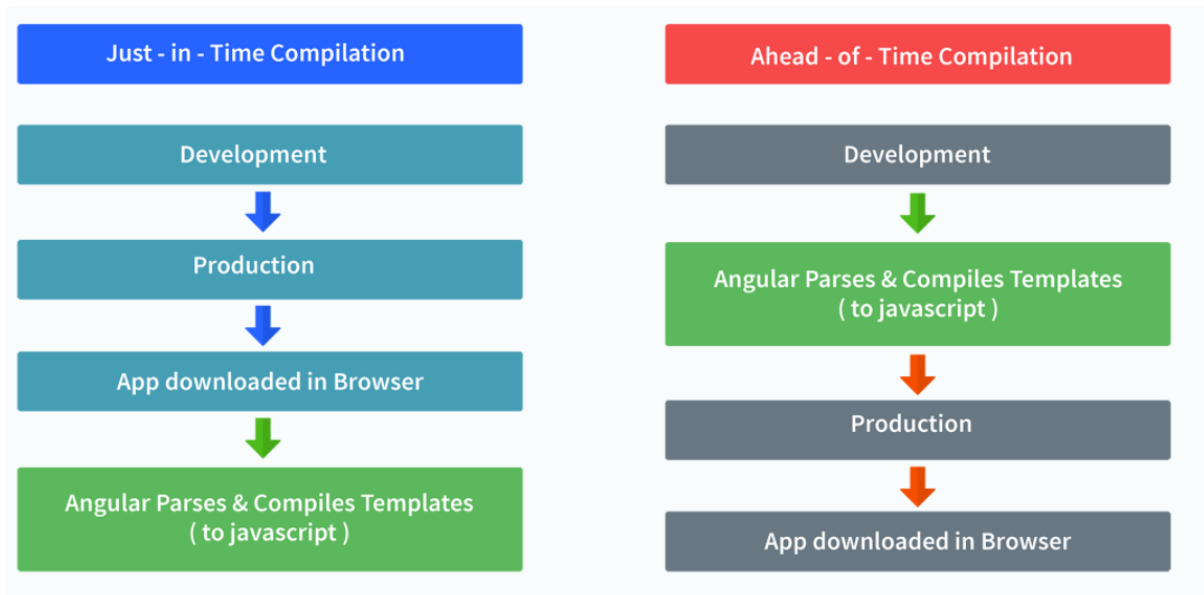 Just - in - Time Compilation
Development
Production
App downloaded in Browser
Angular Parses & Compiles Templates
( to javascript )
Ahead - of - Time Compilation
Development
Angular Parses & Compiles Templates
( to javascript )
Production
App downloaded in Browser